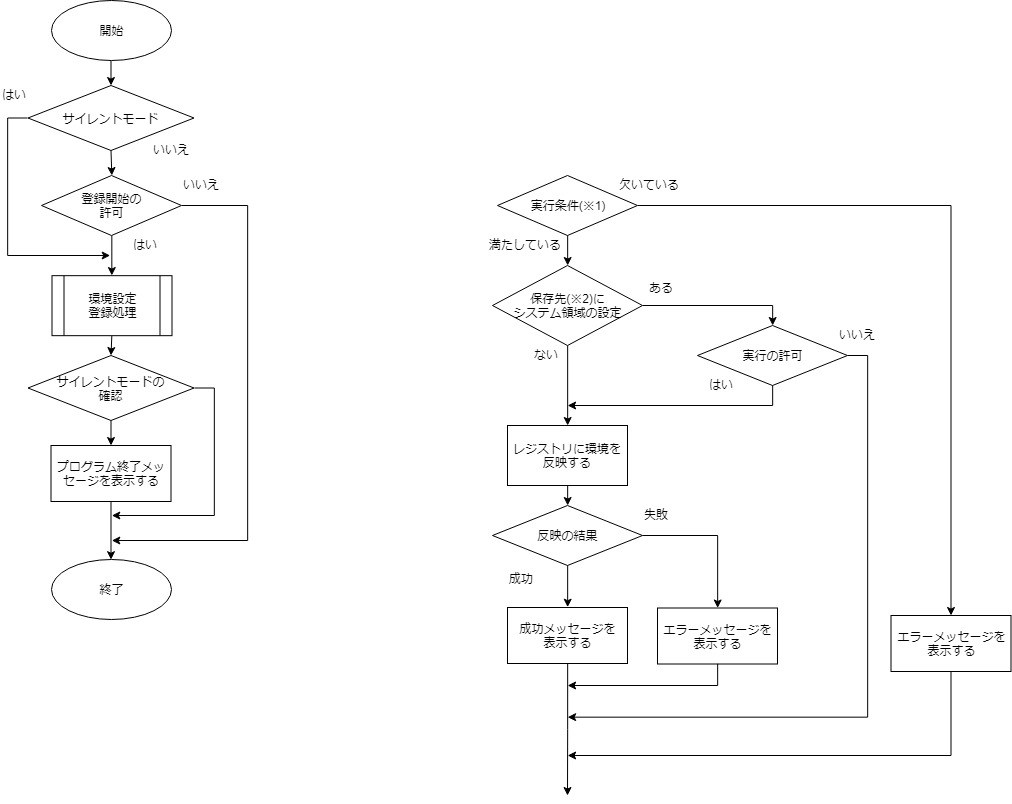 開始
はい
サイレントモード
いいえ
いいえ
登録開始の
許可
はい
環境設定
登録処理
サイレントモードの
確認
プログラム終了メッ
セージを表示する
終了
欠いている
実行条件(※1)
満たしている
ある
保存先(※2)に
システム領域の設定
いいえ
ない
実行の許可
はい
レジストリに環境を
反映する
失敗
反映の結果
成功
成功メッセージを
表示する
エラーメッセージを
表示する
エラーメッセージを
表示する